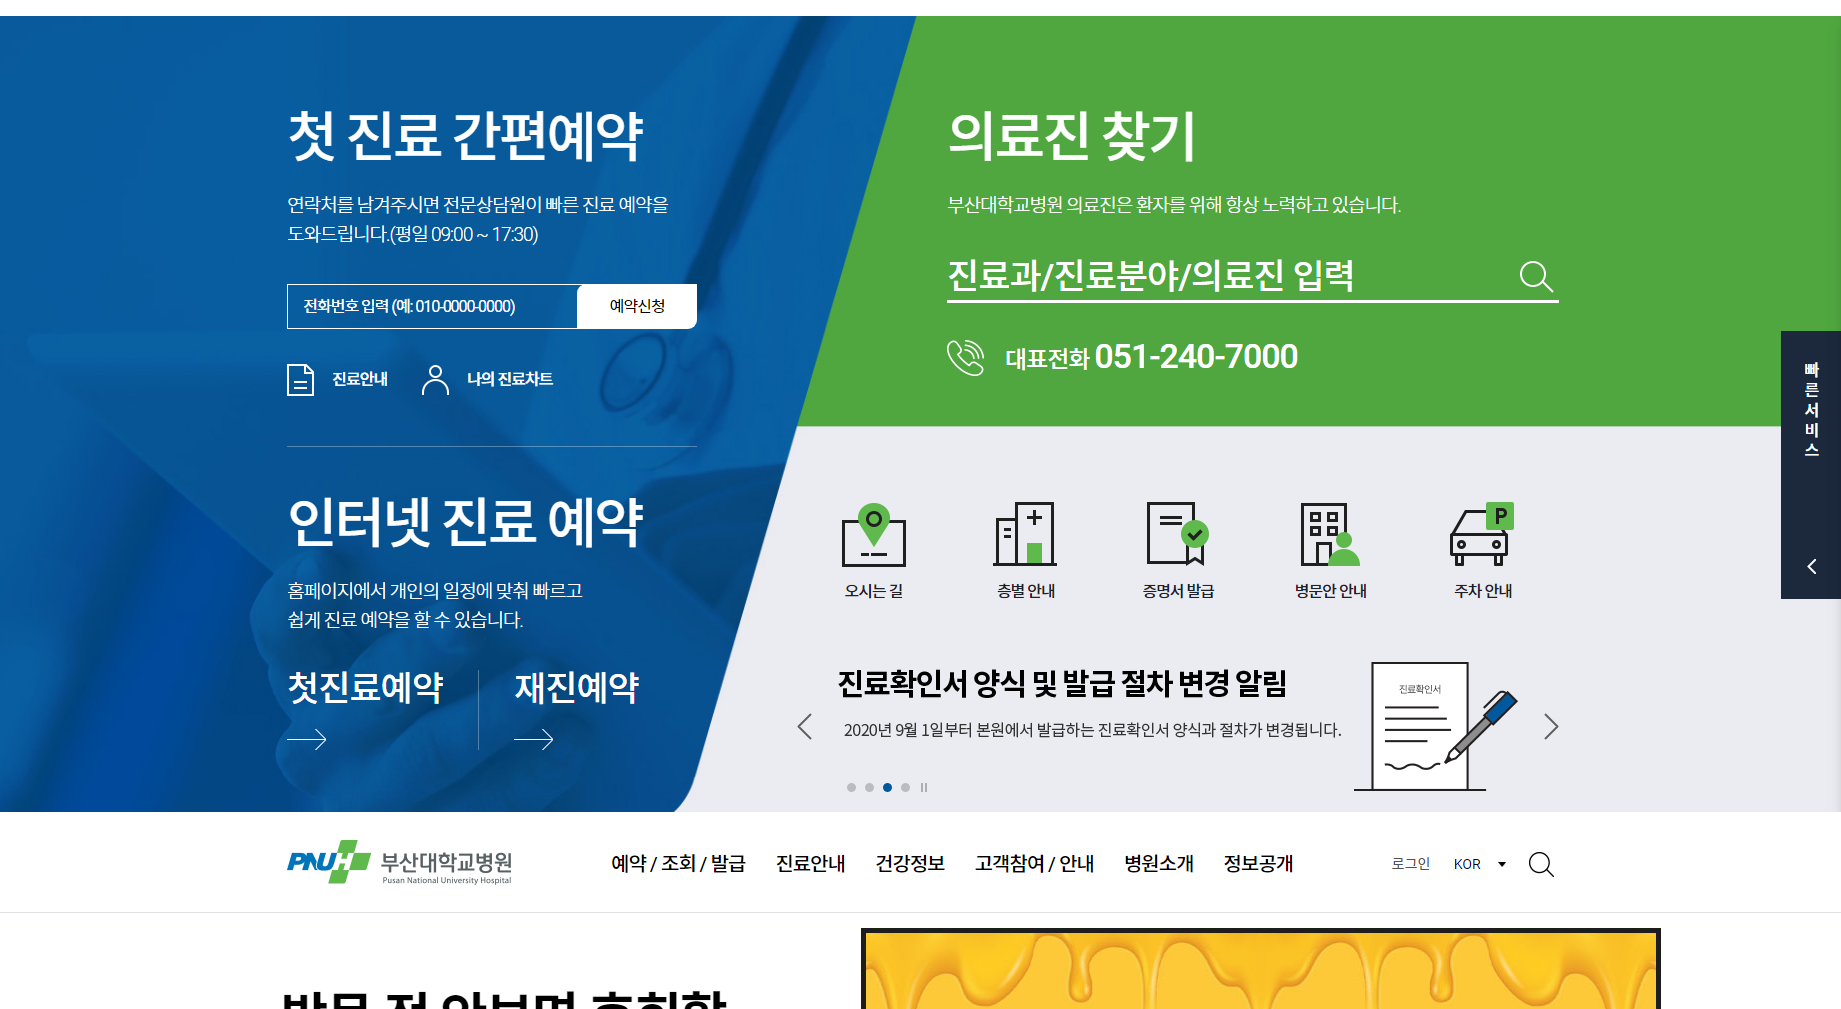 첫 진료 간편예약
연락처를 남겨주시면 전문상담원이 빠른 진료 예약을
도와드립니다.(평일 09:00 ~ 17:30)
전화번호 입력 (예: 010-0000-0000)
예약신청
진료안내
나의 진료차트
인터넷 진료 예약
홈페이지에서 개인의 일정에 맞춰 빠르고
쉽게 진료 예약을 할 수 있습니다.
첫진료예약
재진예약
의료진 찾기
부산대학교병원 의료진은 환자를 위해 항상 노력하고 있습니다.
진료과/진료분야/의료진 입력
대표전화 051-240-7000
빠른서비스
P
오시는 길
층별 안내
증명서 발급
병문안 안내
주차 안내
진료확인서 양식 및 발급 절차 변경 알림
2020년 9월 1일부터 본원에서 발급하는 진료확인서 양식과 절차가 변경됩니다.
진료확인서
PNUH 부산대학교병원
Pusan National University Hospital
예약 / 조회 / 발급
진료안내
건강정보
고객참여 / 안내
병원소개
정보공개
로그인
KOR